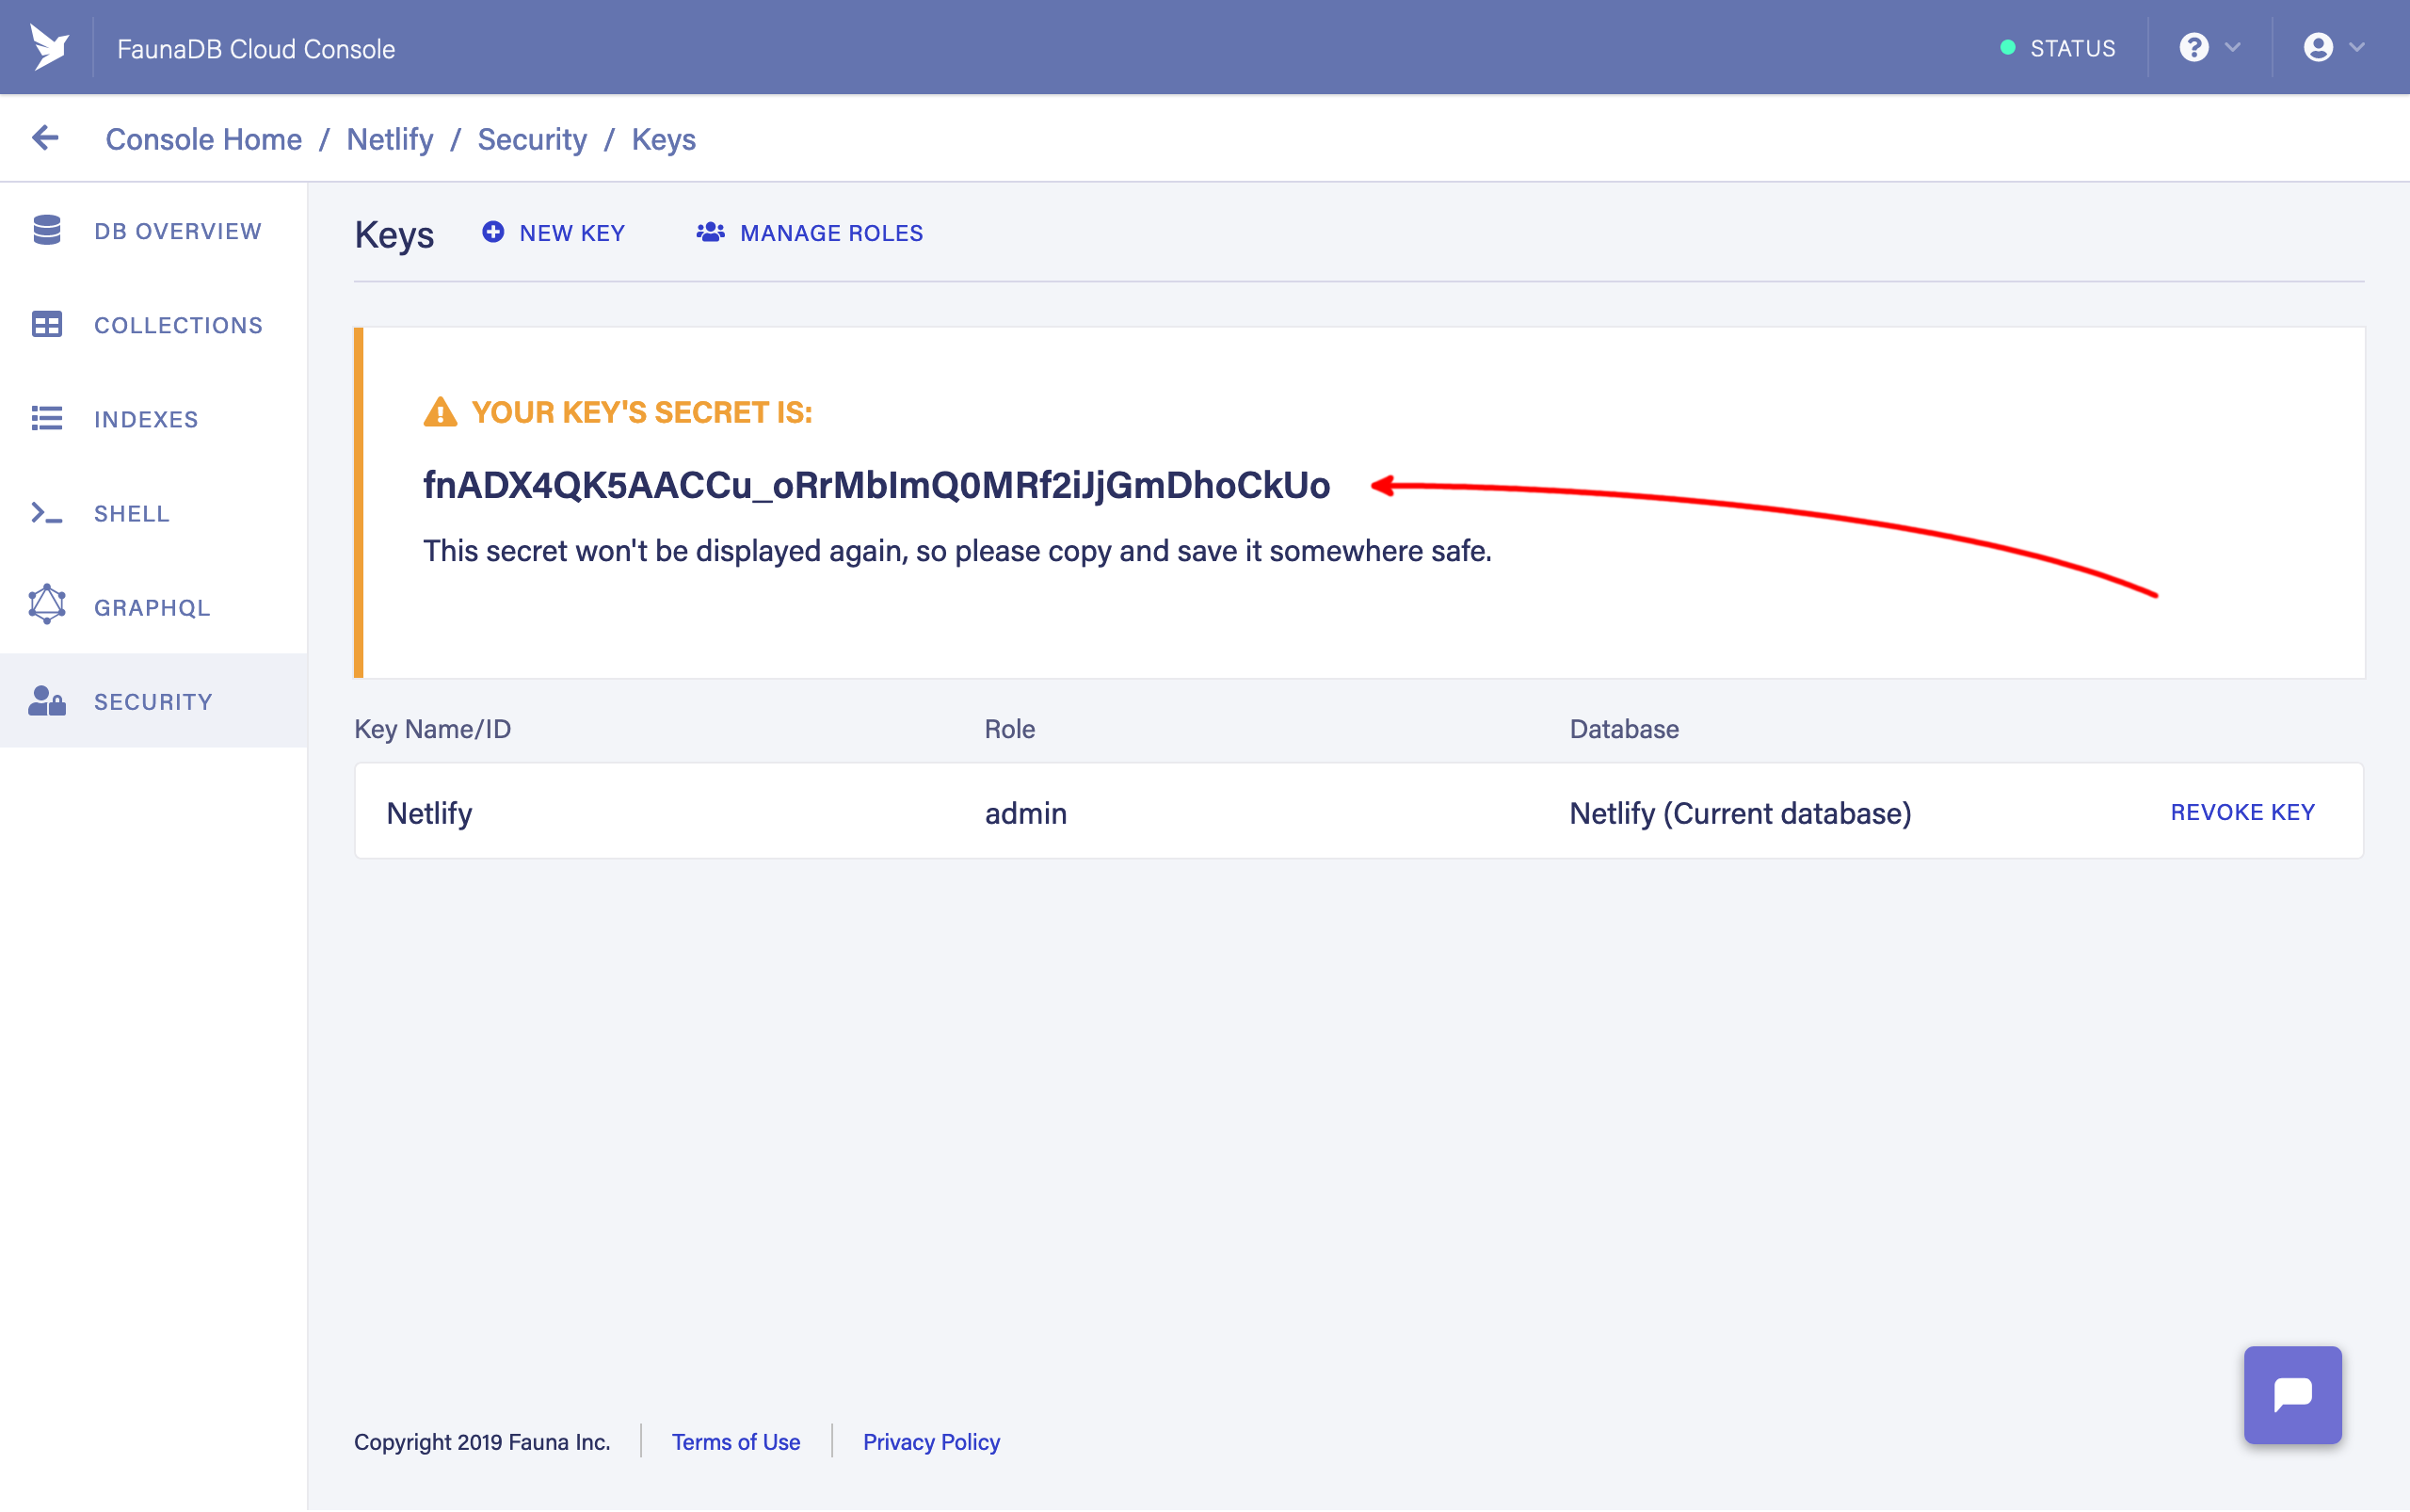 FaunaDB Cloud Console
STATUS
Console Home / Netlify / Security / Keys
DB OVERVIEW
COLLECTIONS
INDEXES
SHELL
GRAPHQL
SECURITY
Keys
NEW KEY
MANAGE ROLES
YOUR KEY'S SECRET IS:
fnADX4QK5AACCu_oRrMbImQ0MRf2iJjGmDhoCkUo
This secret won't be displayed again, so please copy and save it somewhere safe.
Key Name/ID Role Database
Netlify admin Netlify (Current database) REVOKE KEY
Copyright 2019 Fauna Inc. Terms of Use Privacy Policy